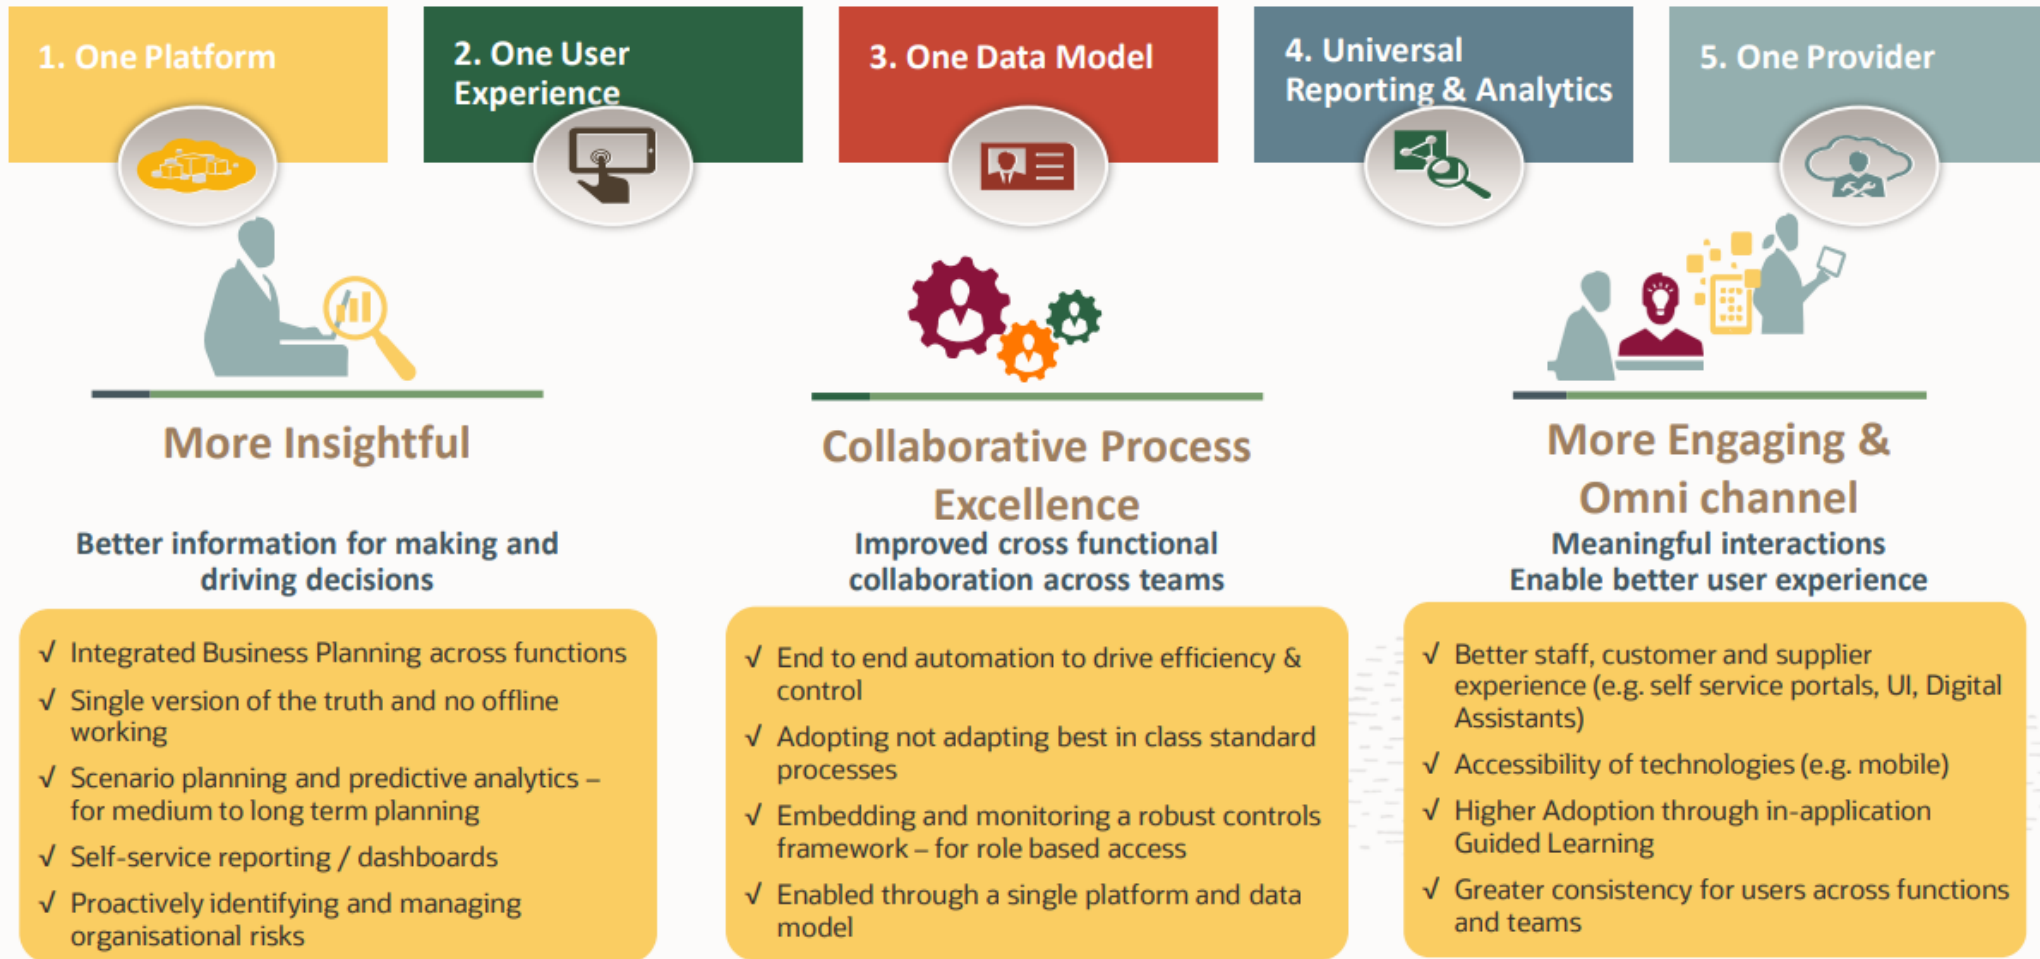 1. One Platform
2. One User
Experience
3. One Data Model
4. Universal
Reporting & Analytics
5. One Provider
More Insightful
Better information for making and
driving decisions
√ Integrated Business Planning across functions
√ Single version of the truth and no offline
working
√ Scenario planning and predictive analytics –
for medium to long term planning
√ Self-service reporting / dashboards
√ Proactively identifying and managing
organisational risks
Collaborative Process
Excellence
Improved cross functional
collaboration across teams
√ End to end automation to drive efficiency &
control
√ Adopting not adapting best in class standard
processes
√ Embedding and monitoring a robust controls
framework – for role based access
√ Enabled through a single platform and data
model
More Engaging &
Omni channel
Meaningful interactions
Enable better user experience
√ Better staff, customer and supplier
experience (e.g. self service portals, UI, Digital
Assistants)
√ Accessibility of technologies (e.g. mobile)
√ Higher Adoption through in-application
Guided Learning
√ Greater consistency for users across functions
and teams